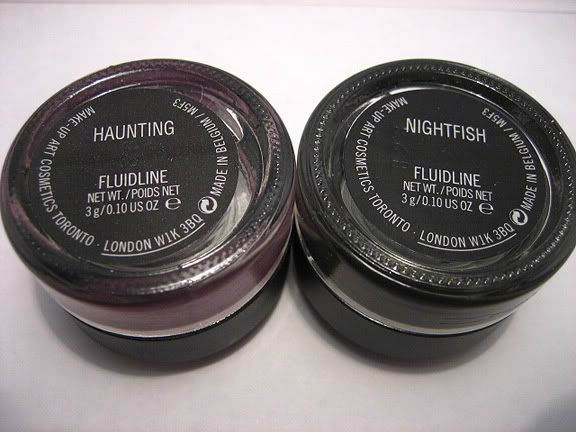 HAUNTING
FLUIDLINE
NET WT./POIDS NET
3 g/0.10 US OZ ℮
MAKE-UP ART COSMETICS TORONTO · LONDON W1K 3BQ
MADE IN BELGIUM / M5F3
NIGHTFISH
FLUIDLINE
NET WT./POIDS NET
3 g/0.10 US OZ ℮
MAKE-UP ART COSMETICS TORONTO · LONDON W1K 3BQ
MADE IN BELGIUM / M5F3